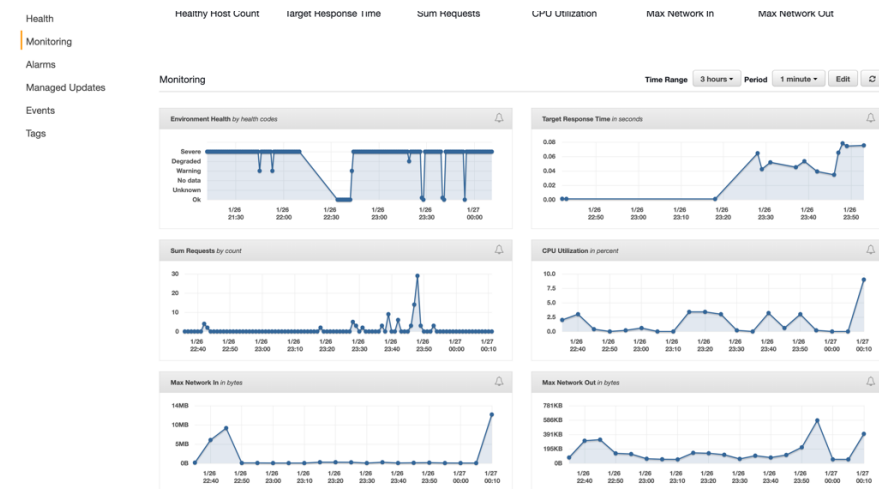 Health
Monitoring
Alarms
Managed Updates
Events
Tags
Healthy Host Count Target Response Time Sum Requests CPU Utilization Max Network In Max Network Out
Monitoring
Time Range 3 hours Period 1 minute Edit
Environment Health by health codes
Severe
Degraded
Warning
No data
Unknown
Ok
1/26 1/26 1/26 1/26 1/26 1/27
21:30 22:00 22:30 23:00 23:30 00:00
Target Response Time in seconds
0.08
0.06
0.04
0.02
0.00
1/26 1/26 1/26 1/26 1/26 1/26 1/26
22:50 23:00 23:10 23:20 23:30 23:40 23:50
Sum Requests by count
30
20
10
0
1/26 1/26 1/26 1/26 1/26 1/26 1/26 1/26 1/27 1/27
22:40 22:50 23:00 23:10 23:20 23:30 23:40 23:50 00:00 00:10
CPU Utilization in percent
10.0
7.5
5.0
2.5
0.0
1/26 1/26 1/26 1/26 1/26 1/26 1/26 1/26 1/27 1/27
22:40 22:50 23:00 23:10 23:20 23:30 23:40 23:50 00:00 00:10
Max Network In in bytes
14MB
10MB
5MB
0B
1/26 1/26 1/26 1/26 1/26 1/26 1/26 1/26 1/27 1/27
22:40 22:50 23:00 23:10 23:20 23:30 23:40 23:50 00:00 00:10
Max Network Out in bytes
781KB
586KB
391KB
195KB
0B
1/26 1/26 1/26 1/26 1/26 1/26 1/26 1/26 1/27 1/27
22:40 22:50 23:00 23:10 23:20 23:30 23:40 23:50 00:00 00:10